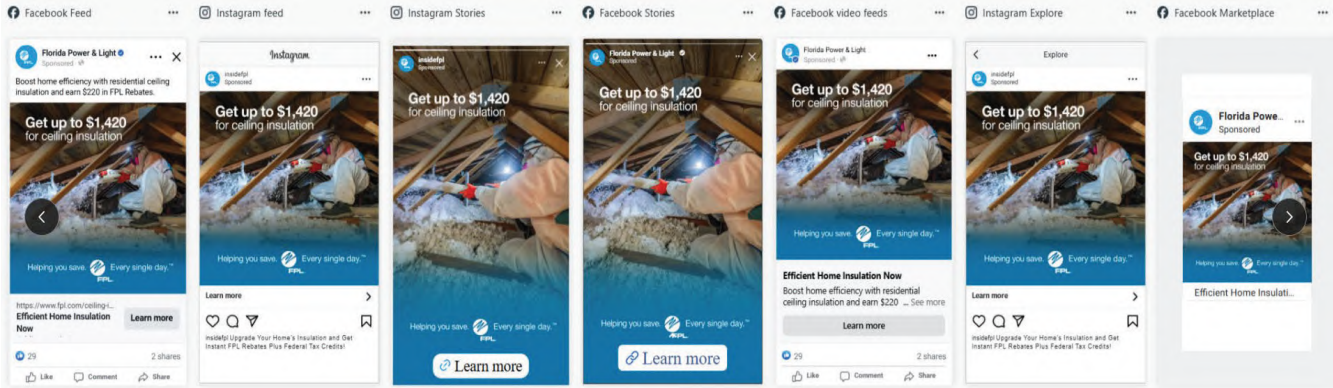 Facebook Feed
Florida Power & Light
Sponsored
Boost home efficiency with residential ceiling
insulation and earn $220 in FPL Rebates.
Get up to $1,420
for ceiling insulation
Helping you save. FPL. Every single day.™
https://www.fpl.com/ceiling-i...
Efficient Home Insulation
Now
Learn more
29
2 shares
Like
Comment
Share
Instagram feed
Instagram
insidefpl
Sponsored
Get up to $1,420
for ceiling insulation
Helping you save. FPL. Every single day.™
Learn more
insidefpl Upgrade Your Home's Insulation and Get
Instant FPL Rebates Plus Federal Tax Credits!
Instagram Stories
insidefpl
Sponsored
Get up to $1,420
for ceiling insulation
Helping you save. FPL. Every single day.™
Learn more
Facebook Stories
Florida Power & Light
Sponsored
Get up to $1,420
for ceiling insulation
Helping you save. FPL. Every single day.™
Learn more
Facebook video feeds
Florida Power & Light
Sponsored
Get up to $1,420
for ceiling insulation
Helping you save. FPL. Every single day.™
Efficient Home Insulation Now
Boost home efficiency with residential
ceiling insulation and earn $220 ... See more
Learn more
29
2 shares
Like
Comment
Share
Instagram Explore
Explore
insidefpl
Sponsored
Get up to $1,420
for ceiling insulation
Helping you save. FPL. Every single day.™
Learn more
insidefpl Upgrade Your Home's Insulation and Get
Instant FPL Rebates Plus Federal Tax Credits!
Facebook Marketplace
Florida Powe...
Sponsored
Get up to $1,420
for ceiling insulation
Helping you save. FPL. Every single day.™
Efficient Home Insulati...